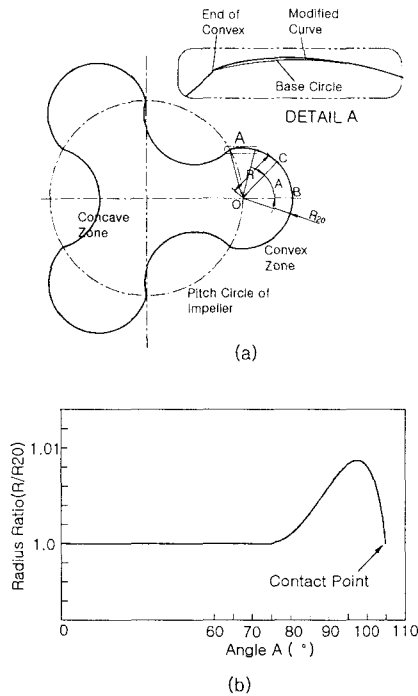 End of
Convex
Modified
Curve
Base Circle
DETAIL A
A
R
C
A
B
O
R20
Concave
Zone
Convex
Zone
Pitch Circle of
Impeller
(a)
Radius Ratio(R/R20)
1.01
1.0
Contact Point
0
60
70
80
90
100
110
Angle A ( ° )
(b)